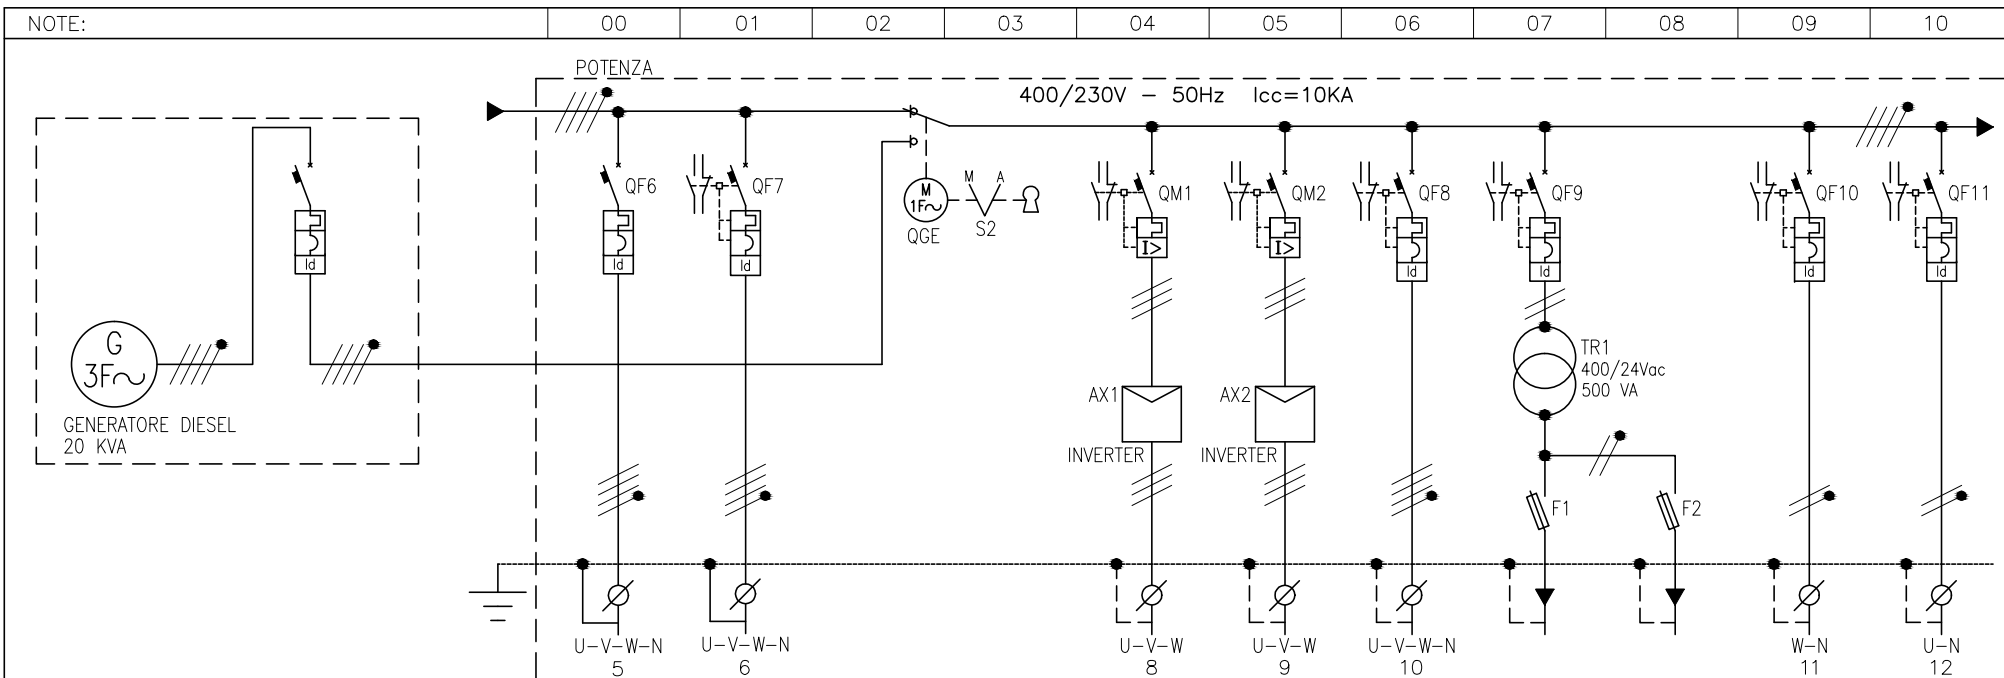 NOTE: 00 01 02 03 04 05 06 07 08 09 10
POTENZA
400/230V - 50Hz Icc=10KA
QF6 QF7 QM1 QM2 QF8 QF9 QF10 QF11
M
1F~
QGE
M A
S2
Id Id Id I> I> Id Id Id Id
G
3F~
GENERATORE DIESEL
20 KVA
TR1
400/24Vac
500 VA
AX1 AX2
INVERTER INVERTER
F1 F2
U-V-W-N U-V-W-N U-V-W U-V-W U-V-W-N W-N U-N
5 6 8 9 10 11 12